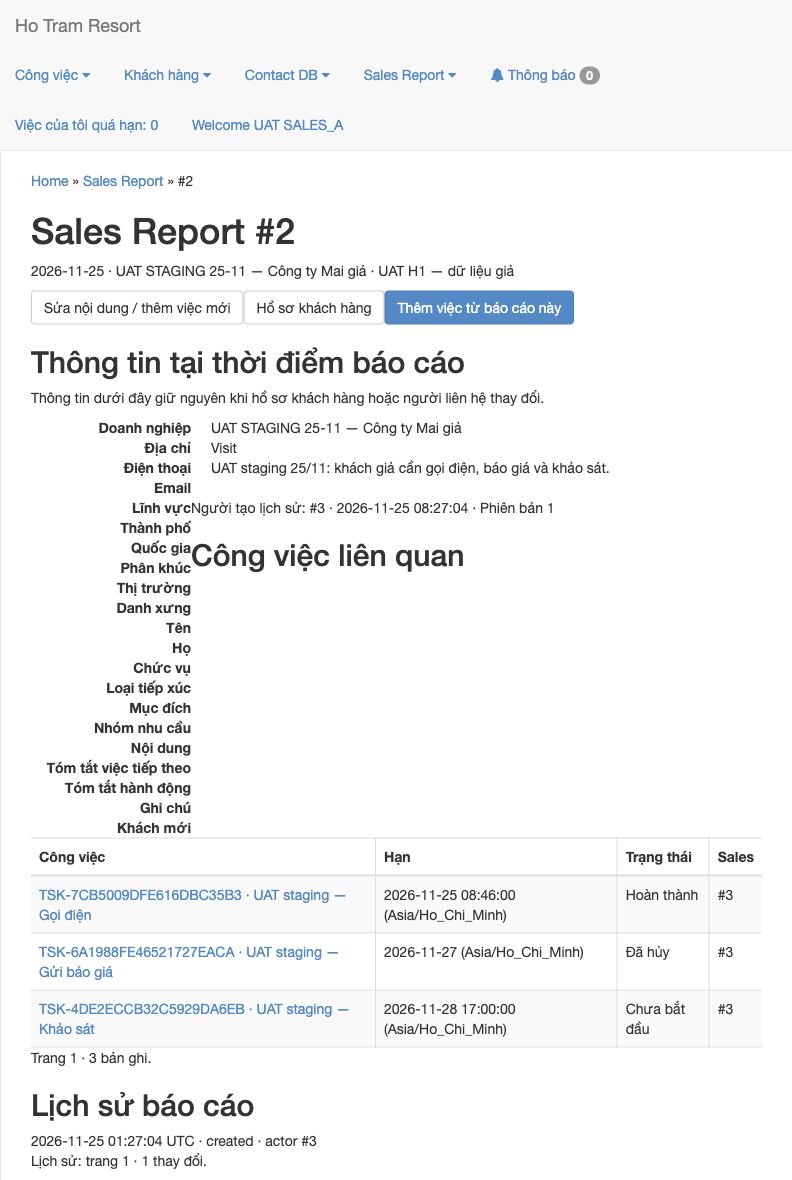 Ho Tram Resort
Công việc Khách hàng Contact DB Sales Report Thông báo 0
Việc của tôi quá hạn: 0 Welcome UAT SALES_A
Home » Sales Report » #2
Sales Report #2
2026-11-25 · UAT STAGING 25-11 — Công ty Mai giả · UAT H1 — dữ liệu giả
Sửa nội dung / thêm việc mới Hồ sơ khách hàng Thêm việc từ báo cáo này
Thông tin tại thời điểm báo cáo
Thông tin dưới đây giữ nguyên khi hồ sơ khách hàng hoặc người liên hệ thay đổi.
Doanh nghiệp UAT STAGING 25-11 — Công ty Mai giả
Địa chỉ Visit
Điện thoại UAT staging 25/11: khách giả cần gọi điện, báo giá và khảo sát.
Email
Lĩnh vực Người tạo lịch sử: #3 · 2026-11-25 08:27:04 · Phiên bản 1
Thành phố
Quốc gia Công việc liên quan
Phân khúc
Thị trường
Danh xưng
Tên
Họ
Chức vụ
Loại tiếp xúc
Mục đích
Nhóm nhu cầu
Nội dung
Tóm tắt việc tiếp theo
Tóm tắt hành động
Ghi chú
Khách mới
Công việc Hạn Trạng thái Sales
TSK-7CB5009DFE616DBC35B3 · UAT staging — 2026-11-25 08:46:00 Hoàn thành #3
Gọi điện (Asia/Ho_Chi_Minh)
TSK-6A1988FE46521727EACA · UAT staging — 2026-11-27 (Asia/Ho_Chi_Minh) Đã hủy #3
Gửi báo giá
TSK-4DE2ECCB32C5929DA6EB · UAT staging — 2026-11-28 17:00:00 Chưa bắt #3
Khảo sát (Asia/Ho_Chi_Minh) đầu
Trang 1 · 3 bản ghi.
Lịch sử báo cáo
2026-11-25 01:27:04 UTC · created · actor #3
Lịch sử: trang 1 · 1 thay đổi.